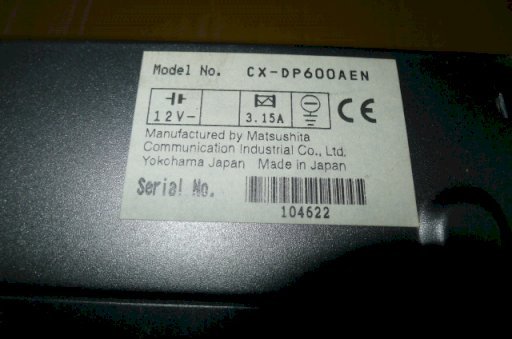 Model No. CX-DP600AEN
12V⎓ 3.15A CE
Manufactured by Matsushita
Communication Industrial Co., Ltd.
Yokohama Japan Made in Japan
Serial No.
104622